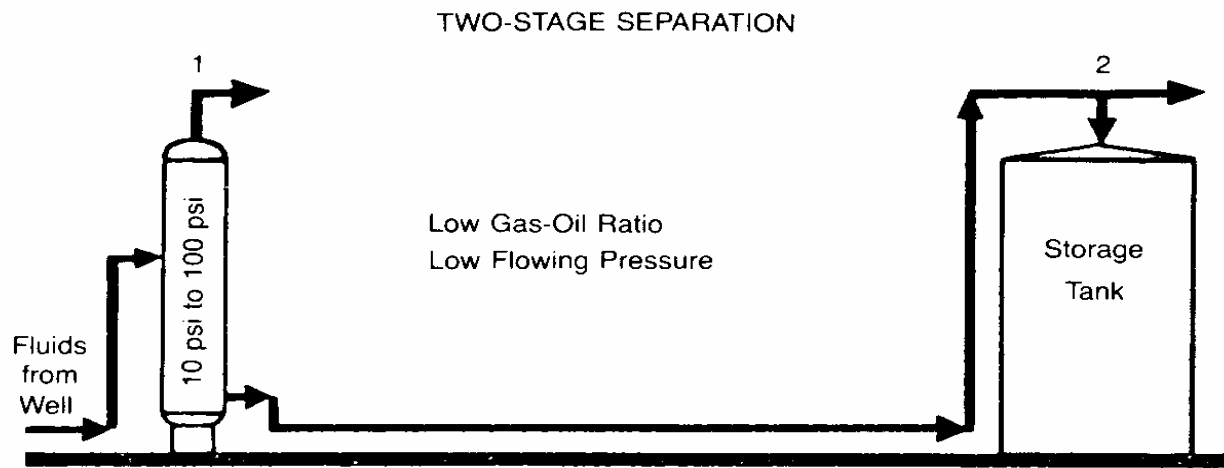 TWO-STAGE SEPARATION
1
2
10 psi to 100 psi
Low Gas-Oil Ratio
Low Flowing Pressure
Storage
Tank
Fluids
from
Well